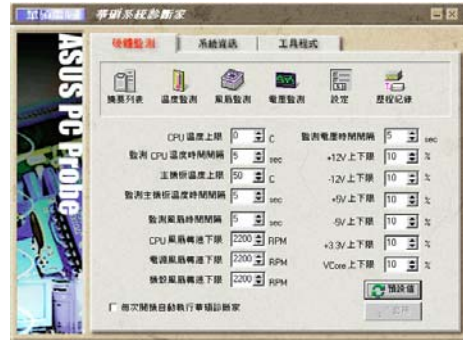 華碩系統診斷家
ASUS PC Probe
硬體監測 系統資訊 工具程式
摘要列表 溫度監測 風扇監測 電壓監測 設定 歷程紀錄
CPU 溫度上限 0 C 監測電壓時間間隔 5 sec
監測 CPU 溫度時間間隔 5 sec +12V 上下限 10 %
主機板溫度上限 50 C -12V 上下限 10 %
監測主機板溫度時間間隔 5 sec +5V 上下限 10 %
監測風扇時間間隔 5 sec -5V 上下限 10 %
CPU 風扇轉速下限 2200 RPM +3.3V 上下限 10 %
電源風扇轉速下限 2200 RPM VCore 上下限 10 %
機殼風扇轉速下限 2200 RPM
預設值
每次開機自動執行華碩診斷家